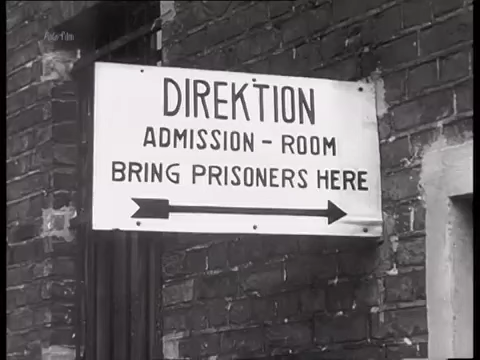 DIREKTION
ADMISSION - ROOM
BRING PRISONERS HERE